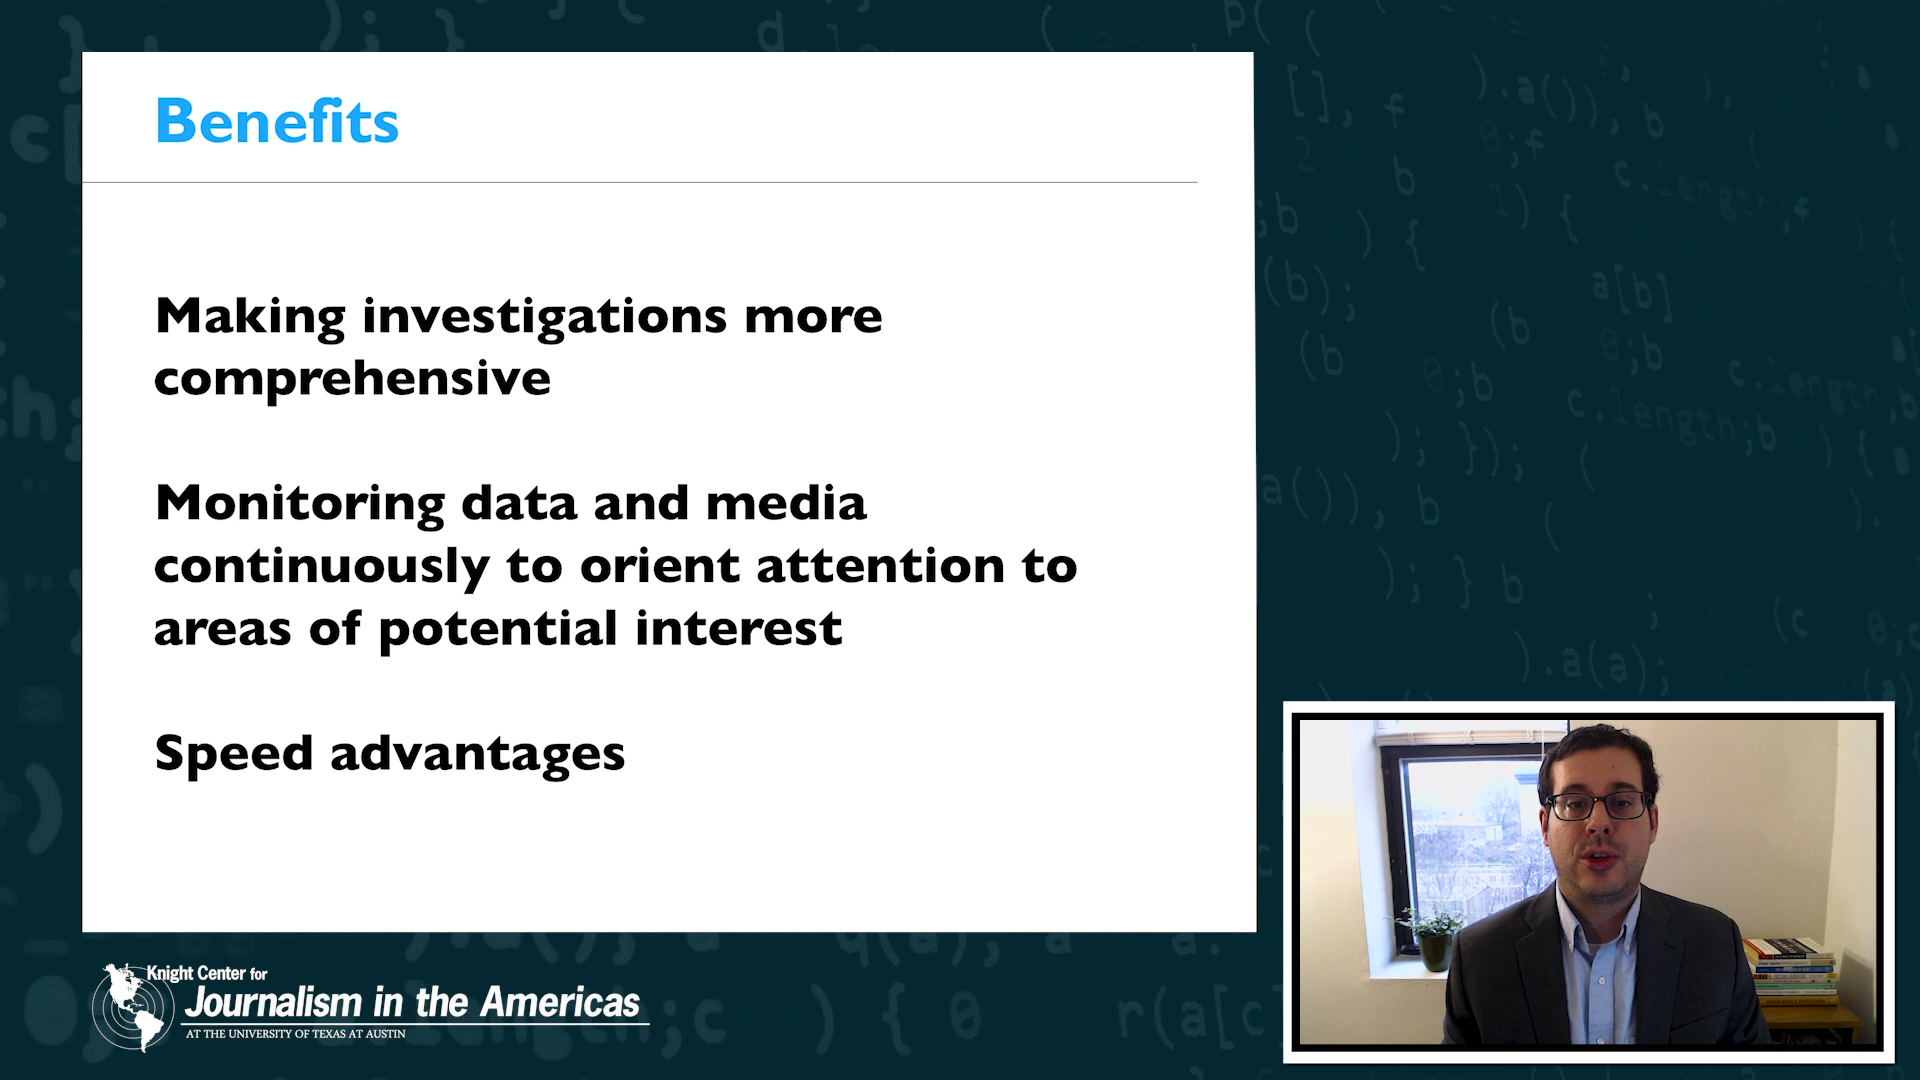 Benefits
Making investigations more
comprehensive
Monitoring data and media
continuously to orient attention to
areas of potential interest
Speed advantages
Knight Center for
Journalism in the Americas
AT THE UNIVERSITY OF TEXAS AT AUSTIN